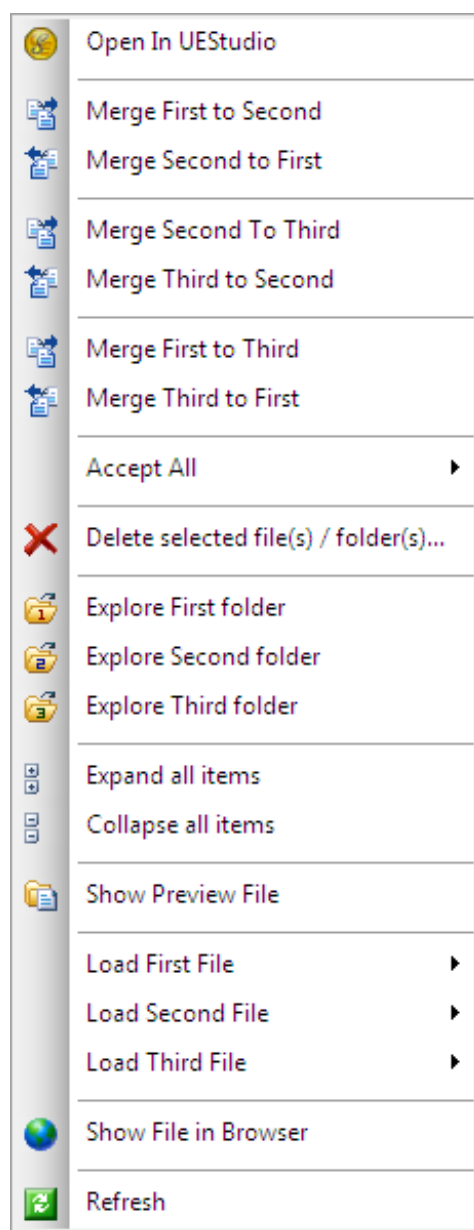 Open In UEStudio
Merge First to Second
Merge Second to First
Merge Second To Third
Merge Third to Second
Merge First to Third
Merge Third to First
Accept All
Delete selected file(s) / folder(s)...
1 Explore First folder
2 Explore Second folder
3 Explore Third folder
Expand all items
Collapse all items
Show Preview File
Load First File
Load Second File
Load Third File
Show File in Browser
Refresh